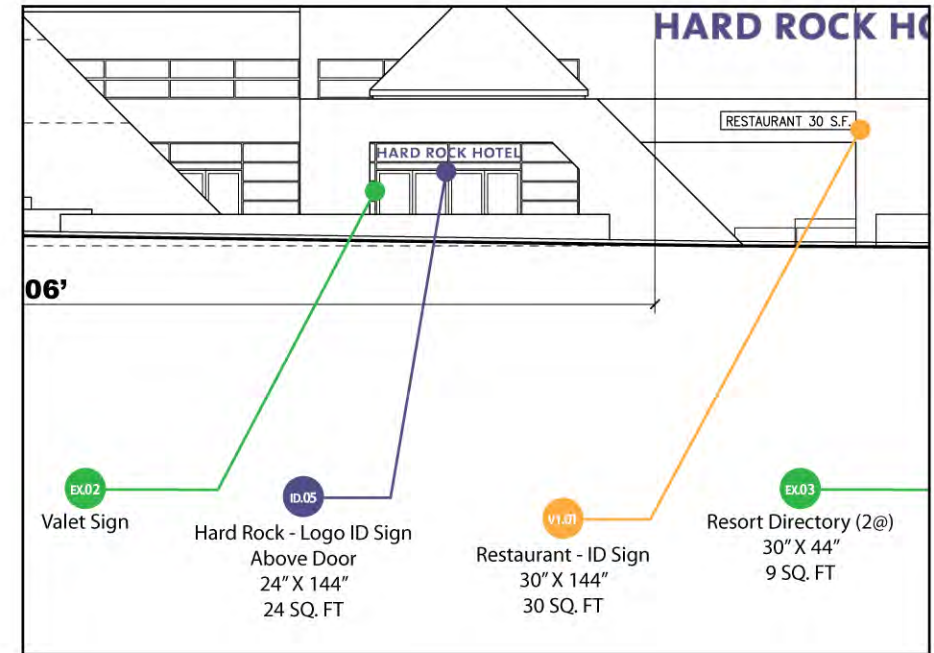 HARD ROCK HO
RESTAURANT 30 S.F.
HARD ROCK HOTEL
06’
EX.02
Valet Sign
ID.05
Hard Rock - Logo ID Sign
Above Door
24” X 144”
24 SQ. FT
V1.01
Restaurant - ID Sign
30” X 144”
30 SQ. FT
EX.03
Resort Directory (2@)
30” X 44”
9 SQ. FT